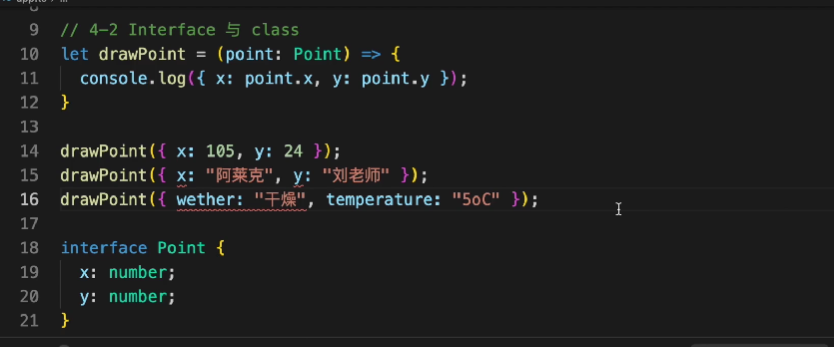 9 // 4-2 Interface 与 class
10 let drawPoint = (point: Point) => {
11 console.log({ x: point.x, y: point.y });
12 }
13
14 drawPoint({ x: 105, y: 24 });
15 drawPoint({ x: "阿莱克", y: "刘老师" });
16 drawPoint({ wether: "干燥", temperature: "5oC" });
17
18 interface Point {
19 x: number;
20 y: number;
21 }